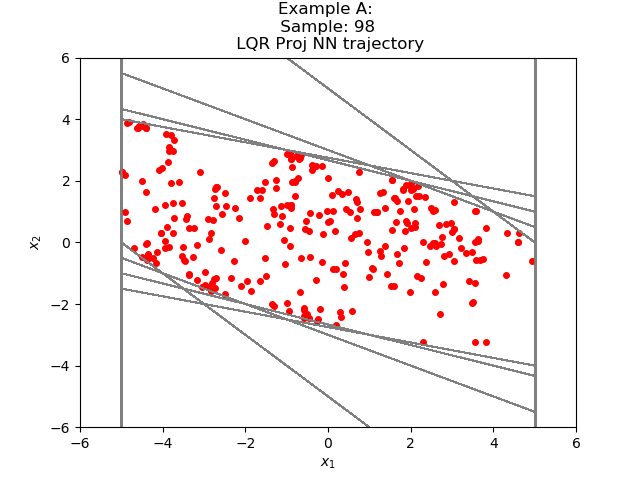 Example A:
Sample: 98
LQR Proj NN trajectory
6
4
2
0
−2
−4
−6
x₂
−6 −4 −2 0 2 4 6
x₁